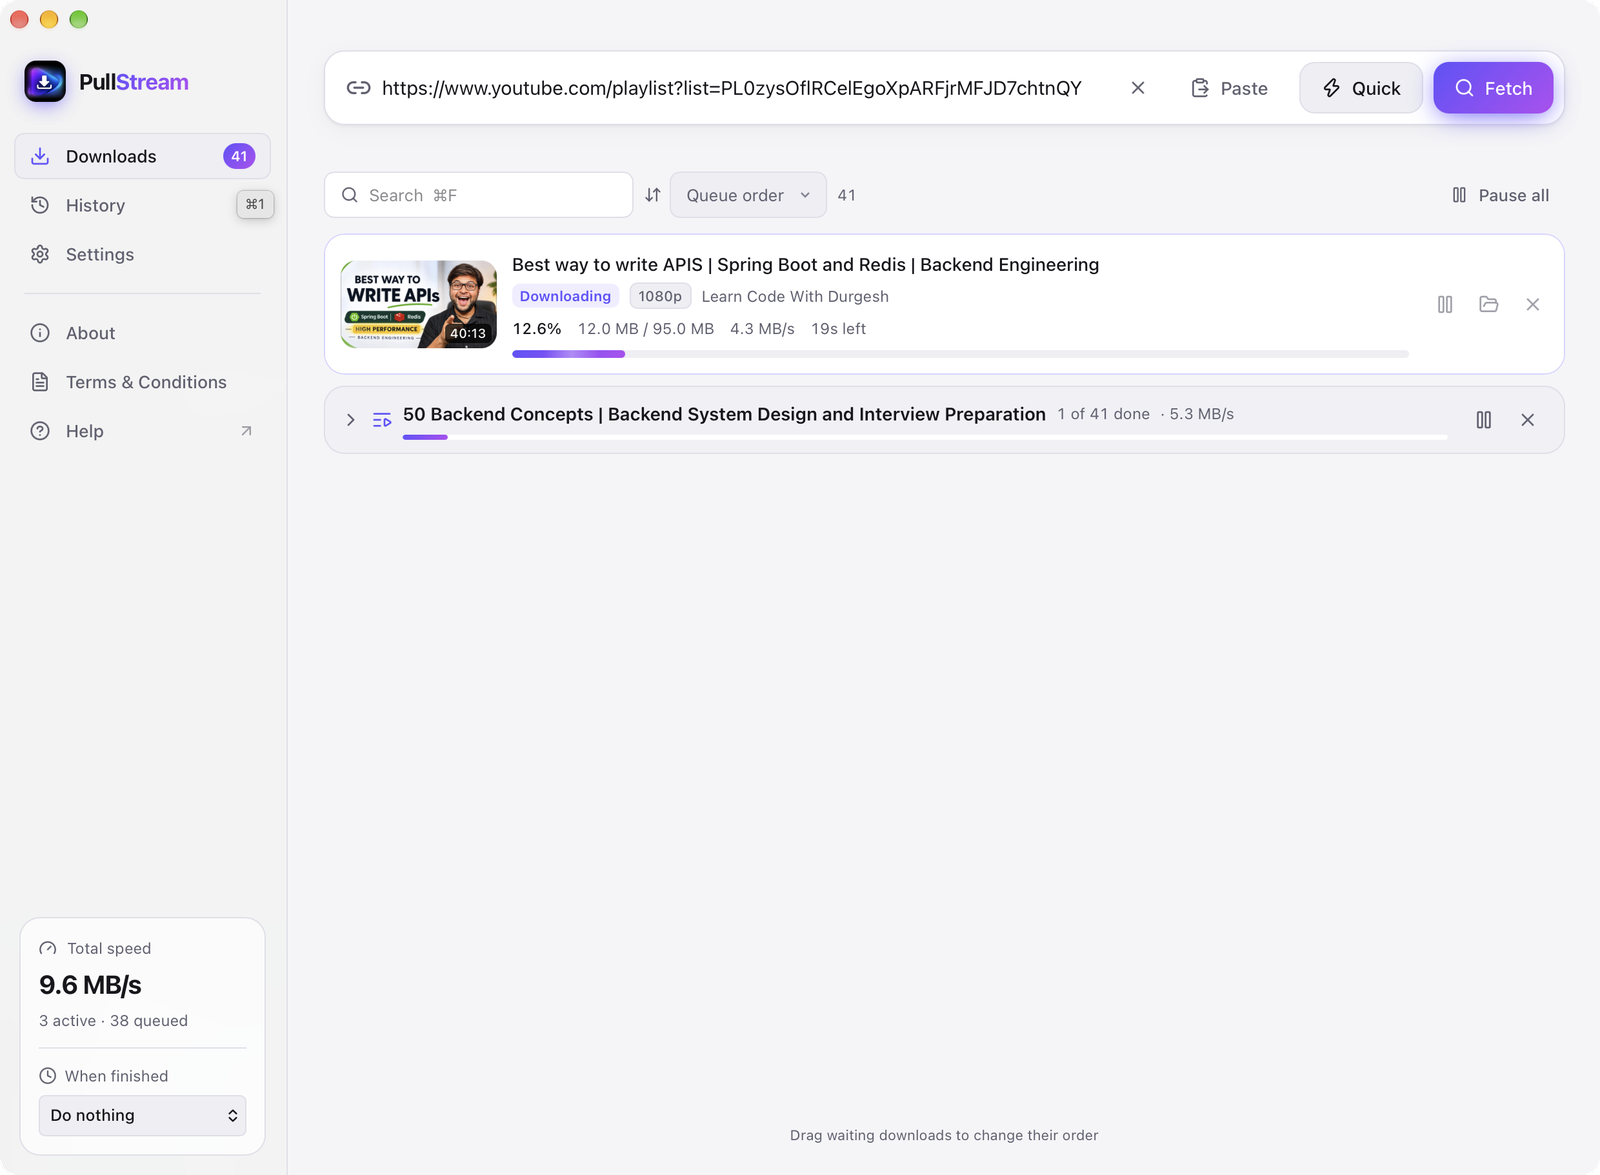 PullStream
Downloads 41
History ⌘1
Settings
About
Terms & Conditions
Help
Total speed
9.6 MB/s
3 active · 38 queued
When finished
Do nothing
https://www.youtube.com/playlist?list=PL0zysOflRCelEgoXpARFjrMFJD7chtnQY
Paste
Quick
Fetch
Search ⌘F
Queue order
41
Pause all
BEST WAY TO
WRITE APIs
Spring Boot | Redis
HIGH PERFORMANCE
BACKEND ENGINEERING
40:13
Best way to write APIS | Spring Boot and Redis | Backend Engineering
Downloading 1080p Learn Code With Durgesh
12.6% 12.0 MB / 95.0 MB 4.3 MB/s 19s left
50 Backend Concepts | Backend System Design and Interview Preparation 1 of 41 done · 5.3 MB/s
Drag waiting downloads to change their order